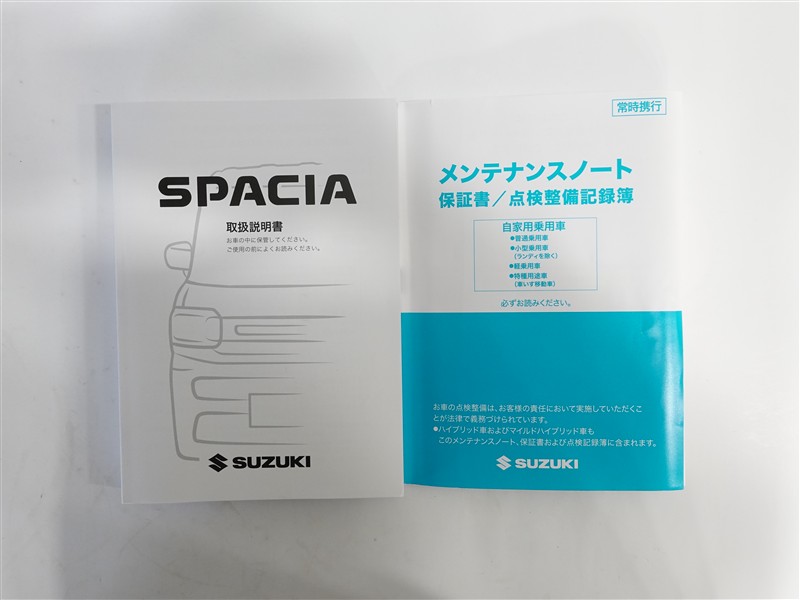 SPACIA
取扱説明書
お車の中に保管してください。
ご使用の前によくお読みください。
SUZUKI
常時携行
メンテナンスノート
保証書／点検整備記録簿
自家用乗用車
●普通乗用車
●小型乗用車
（ランディを除く）
●軽乗用車
●特種用途車
（車いす移動車）
必ずお読みください。
お車の点検整備は、お客様の責任において実施していただくこ
とが法律で義務づけられています。
●ハイブリッド車およびマイルドハイブリッド車も
このメンテナンスノート、保証書および点検記録簿に含まれます。
SUZUKI